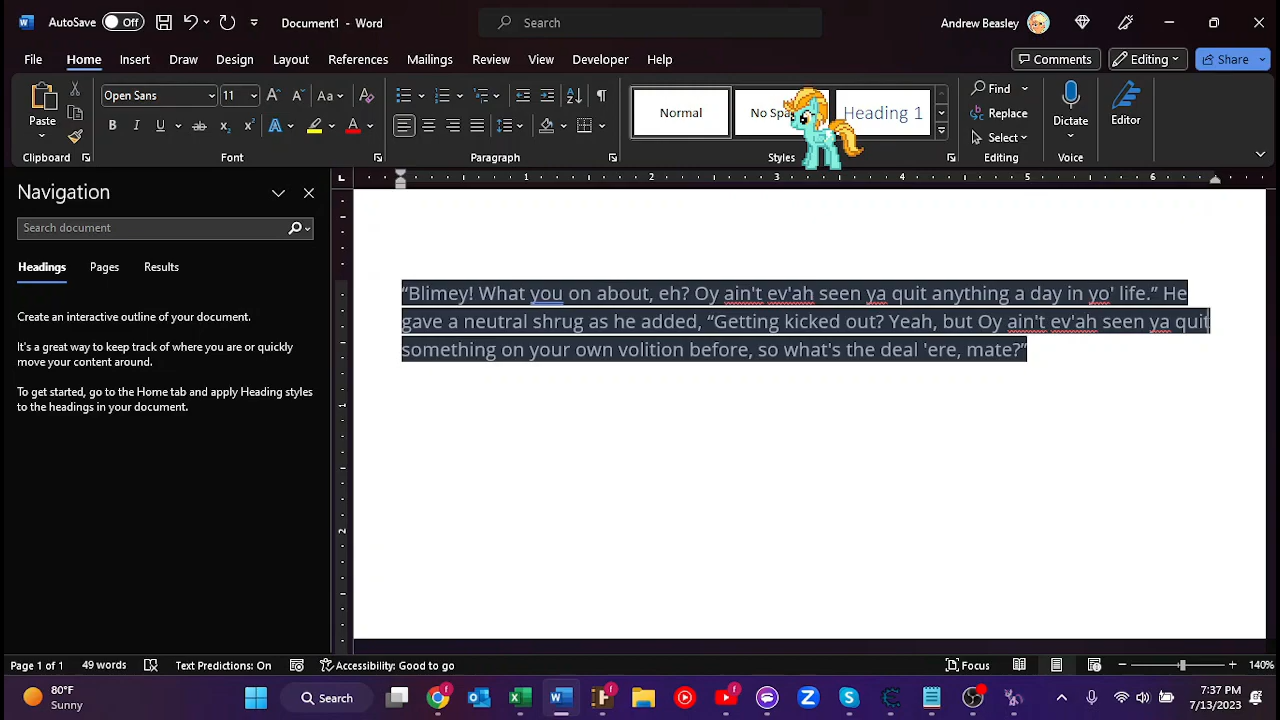 AutoSave Off Document1 - Word Search Andrew Beasley
File Home Insert Draw Design Layout References Mailings Review View Developer Help Comments Editing Share
Paste Open Sans 11 Aa Normal No Spa Heading 1 Find Replace Select Dictate Editor
Clipboard Font Paragraph Styles Editing Voice Editor
Navigation
Search document
Headings Pages Results
Create an interactive outline of your document.
It's a great way to keep track of where you are or quickly
move your content around.
To get started, go to the Home tab and apply Heading styles
to the headings in your document.
1 2 3 4 5 6
“Blimey! What you on about, eh? Oy ain't ev'ah seen ya quit anything a day in yo' life.” He
gave a neutral shrug as he added, “Getting kicked out? Yeah, but Oy ain't ev'ah seen ya quit
something on your own volition before, so what's the deal 'ere, mate?”
Page 1 of 1 49 words Text Predictions: On Accessibility: Good to go Focus 140%
80°F
Sunny
Search
7:37 PM
7/13/2023